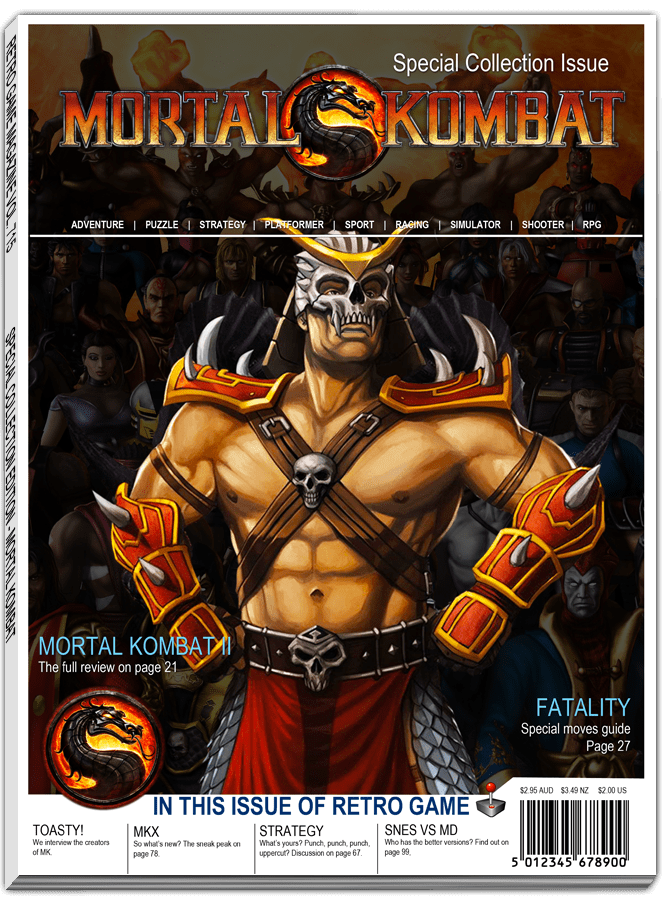 Special Collection Issue
MORTAL KOMBAT
ADVENTURE | PUZZLE | STRATEGY | PLATFORMER | SPORT | RACING | SIMULATOR | SHOOTER | RPG
MORTAL KOMBAT II
The full review on page 21
FATALITY
Special moves guide
Page 27
$2.95 AUD $3.49 NZ $2.00 US
IN THIS ISSUE OF RETRO GAME
TOASTY!
We interview the creators
of MK.
MKX
So what's new? The sneak peak on
page 78.
STRATEGY
What's yours? Punch, punch, punch,
uppercut? Discussion on page 67.
SNES VS MD
Who has the better versions? Find out on
page 99.
5 012345 678900
SPECIAL COLLECTION EDITION - MORTAL KOMBAT